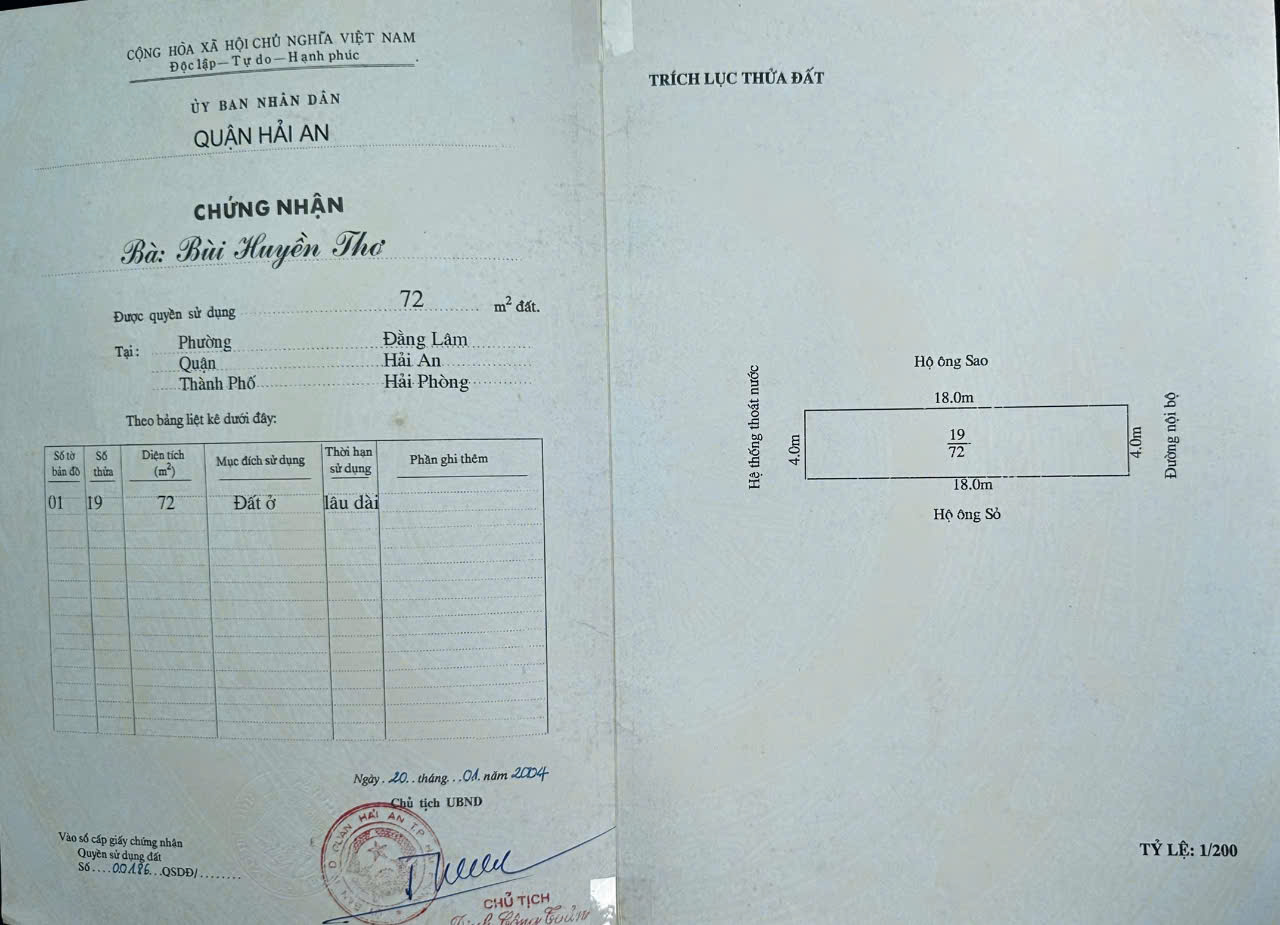 CỘNG HÒA XÃ HỘI CHỦ NGHĨA VIỆT NAM
Độc lập – Tự do – Hạnh phúc
ỦY BAN NHÂN DÂN
QUẬN HẢI AN
CHỨNG NHẬN
Bà: Bùi Huyền Thơ
Được quyền sử dụng 72 m² đất.
Tại: Phường Đằng Lâm
Quận Hải An
Thành Phố Hải Phòng
Theo bảng liệt kê dưới đây:
Số tờ bản đồ Số thửa Diện tích (m²) Mục đích sử dụng Thời hạn sử dụng Phần ghi thêm
01 19 72 Đất ở lâu dài
Ngày. 20.. tháng...01. năm 2004
Chủ tịch UBND
Vào sổ cấp giấy chứng nhận
Quyền sử dụng đất
Số....00186...QSDĐ/........
QUẬN HẢI AN T.P
CHỦ TỊCH
TRÍCH LỤC THỬA ĐẤT
Hộ ông Sao
18.0m
Hệ thống thoát nước
4.0m
19
72
4.0m
Đường nội bộ
18.0m
Hộ ông Sỏ
TỶ LỆ: 1/200